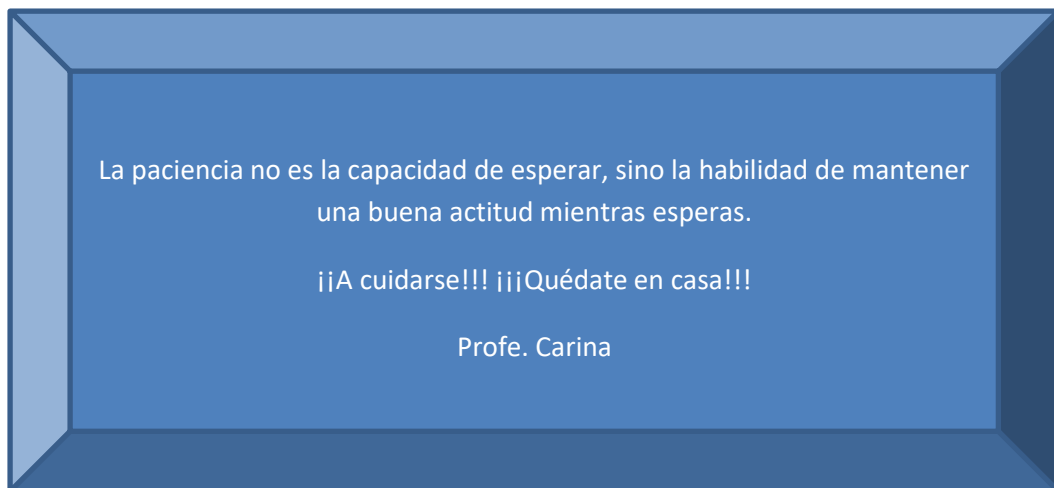 La paciencia no es la capacidad de esperar, sino la habilidad de mantener
una buena actitud mientras esperas.
¡¡A cuidarse!!! ¡¡¡Quédate en casa!!!
Profe. Carina